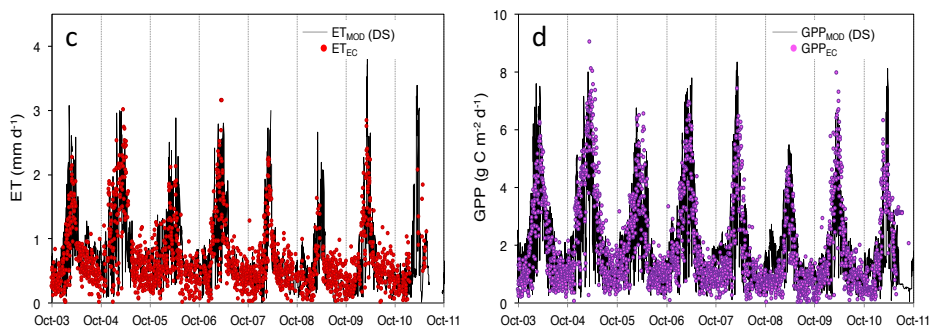 c
ET_MOD (DS)
ET_EC
ET (mm d⁻¹)
4
3
2
1
0
Oct-03 Oct-04 Oct-05 Oct-06 Oct-07 Oct-08 Oct-09 Oct-10 Oct-11
d
GPP_MOD (DS)
GPP_EC
GPP (g C m⁻² d⁻¹)
10
8
6
4
2
0
Oct-03 Oct-04 Oct-05 Oct-06 Oct-07 Oct-08 Oct-09 Oct-10 Oct-11